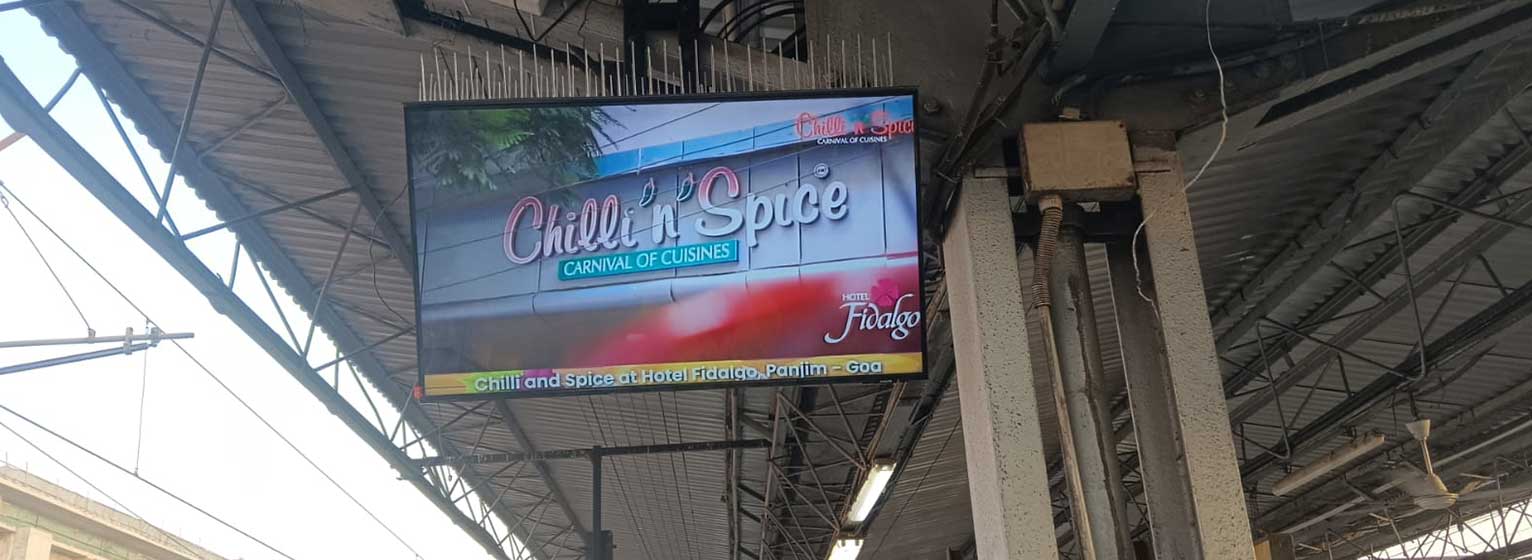 Chilli 'n' Spice
CARNIVAL OF CUISINES
Chilli 'n' Spice
CARNIVAL OF CUISINES
HOTEL
Fidalgo
Chilli and Spice at Hotel Fidalgo, Panjim - Goa